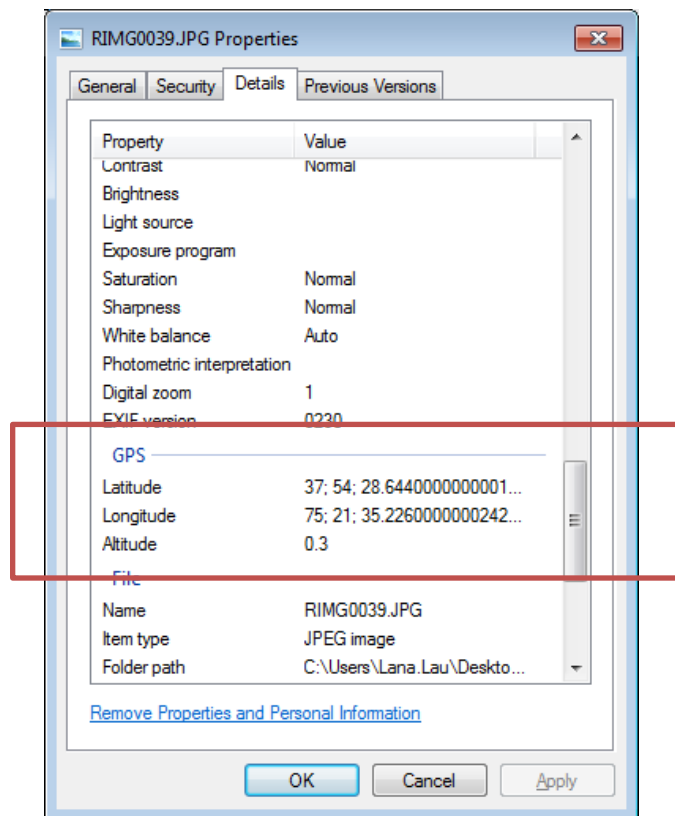 RIMG0039.JPG Properties
General Security Details Previous Versions
Property Value
Contrast Normal
Brightness
Light source
Exposure program
Saturation Normal
Sharpness Normal
White balance Auto
Photometric interpretation
Digital zoom 1
EXIF version 0230
GPS
Latitude 37; 54; 28.6440000000001...
Longitude 75; 21; 35.2260000000242...
Altitude 0.3
File
Name RIMG0039.JPG
Item type JPEG image
Folder path C:\Users\Lana.Lau\Deskto...
Remove Properties and Personal Information
OK Cancel Apply